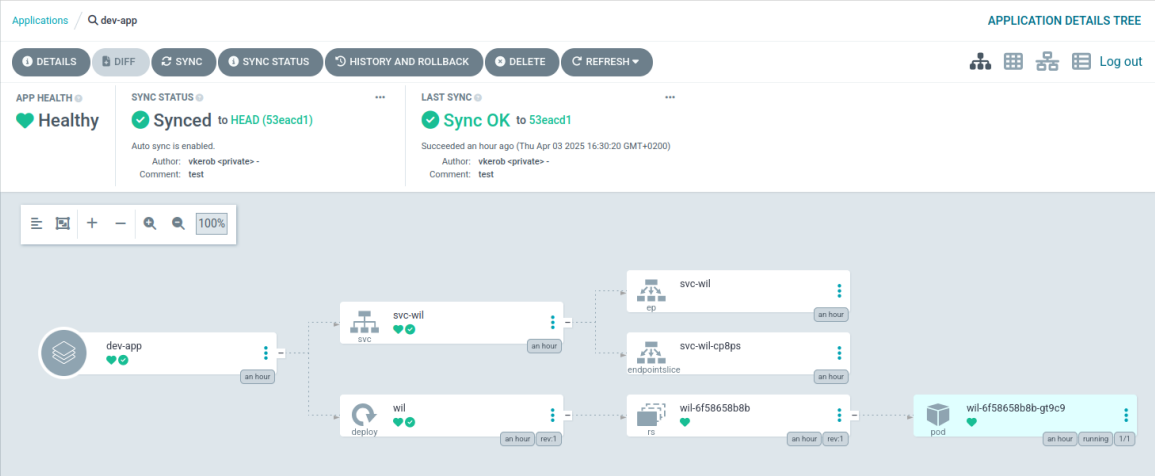 Applications / dev-app
APPLICATION DETAILS TREE
DETAILS DIFF SYNC SYNC STATUS HISTORY AND ROLLBACK DELETE REFRESH Log out
APP HEALTH
Healthy
SYNC STATUS
Synced to HEAD (53eacd1)
Auto sync is enabled.
Author: vkerob <private> -
Comment: test
LAST SYNC
Sync OK to 53eacd1
Succeeded an hour ago (Thu Apr 03 2025 16:30:20 GMT+0200)
Author: vkerob <private> -
Comment: test
100%
dev-app
an hour
svc-wil
svc
an hour
svc-wil
ep
an hour
svc-wil-cp8ps
endpointslice
an hour
wil
deploy
an hour rev:1
wil-6f58658b8b
rs
an hour rev:1
wil-6f58658b8b-gt9c9
pod
an hour running 1/1